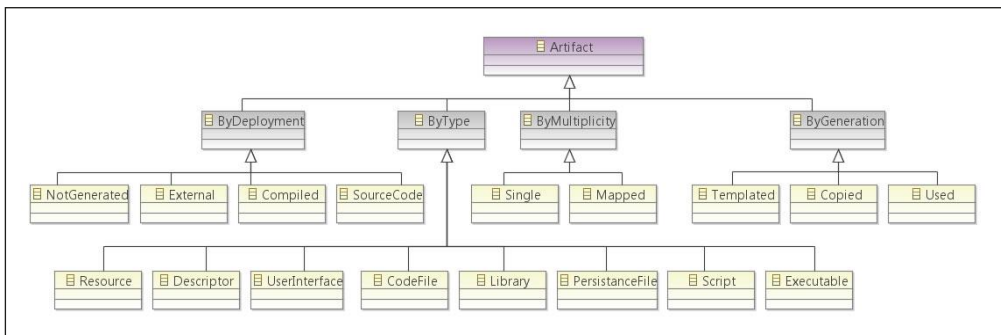 Artifact
ByDeployment
ByType
ByMultiplicity
ByGeneration
NotGenerated
External
Compiled
SourceCode
Single
Mapped
Templated
Copied
Used
Resource
Descriptor
UserInterface
CodeFile
Library
PersistanceFile
Script
Executable